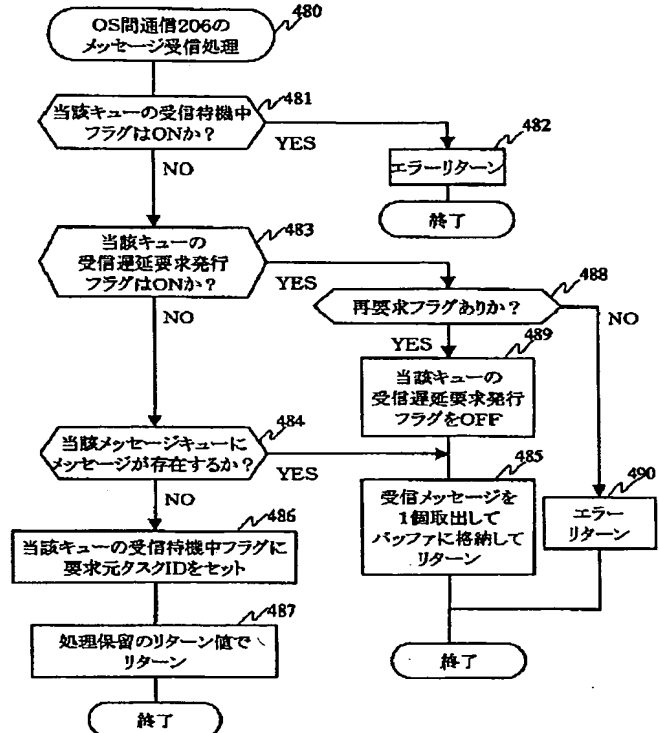 OS間通信206の
メッセージ受信処理
480
当該キューの受信待機中
フラグはONか?
481
YES
NO
482
エラーリターン
終了
当該キューの
受信遅延要求発行
フラグはONか?
483
YES
NO
再要求フラグありか?
488
YES
NO
489
当該キューの
受信遅延要求発行
フラグをOFF
当該メッセージキューに
メッセージが存在するか?
484
YES
NO
485
受信メッセージを
1個取出して
バッファに格納して
リターン
490
エラー
リターン
486
当該キューの受信待機中フラグに
要求元タスクIDをセット
487
処理保留のリターン値で
リターン
終了
終了